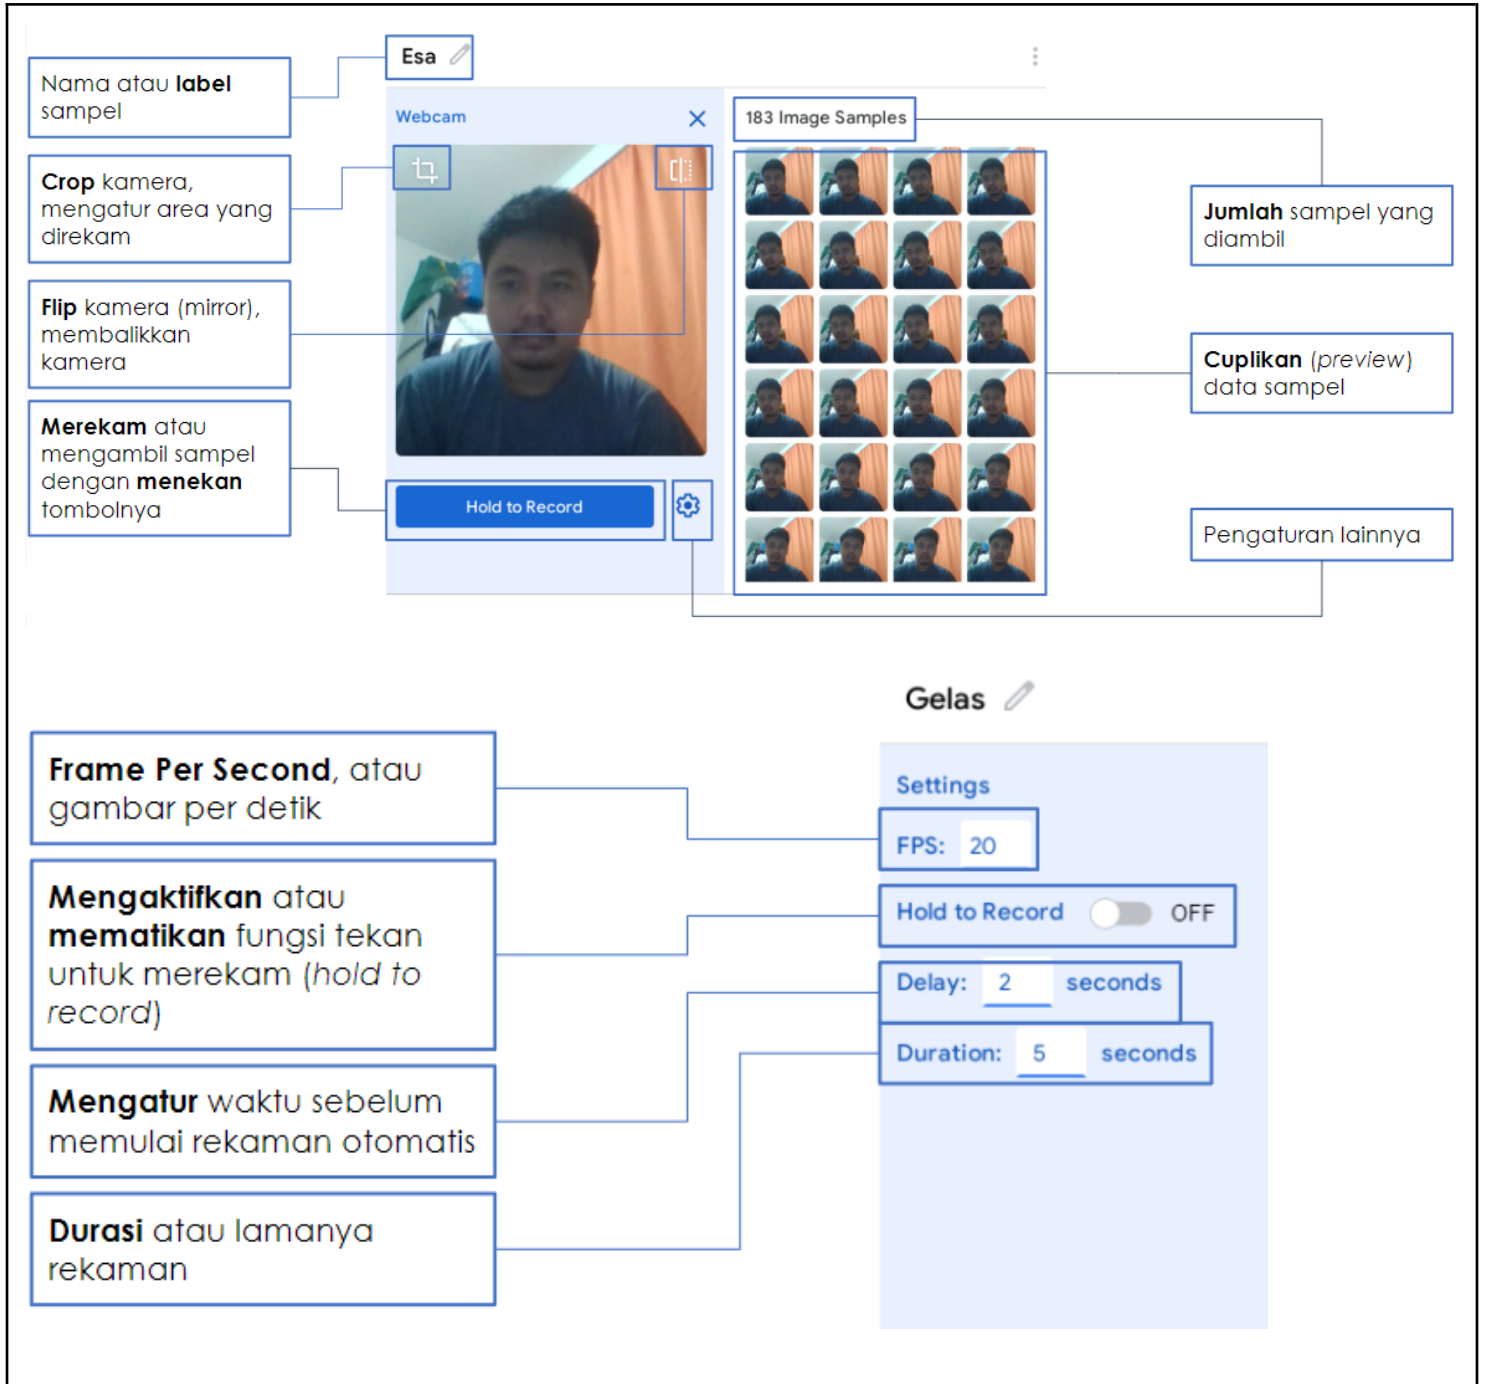 Esa
Nama atau label
sampel
Webcam
183 Image Samples
Crop kamera,
mengatur area yang
direkam
Jumlah sampel yang
diambil
Flip kamera (mirror),
membalikkan
kamera
Cuplikan (preview)
data sampel
Merekam atau
mengambil sampel
dengan menekan
tombolnya
Hold to Record
Pengaturan lainnya
Gelas
Frame Per Second, atau
gambar per detik
Settings
FPS: 20
Mengaktifkan atau
mematikan fungsi tekan
untuk merekam (hold to
record)
Hold to Record OFF
Delay: 2 seconds
Duration: 5 seconds
Mengatur waktu sebelum
memulai rekaman otomatis
Durasi atau lamanya
rekaman